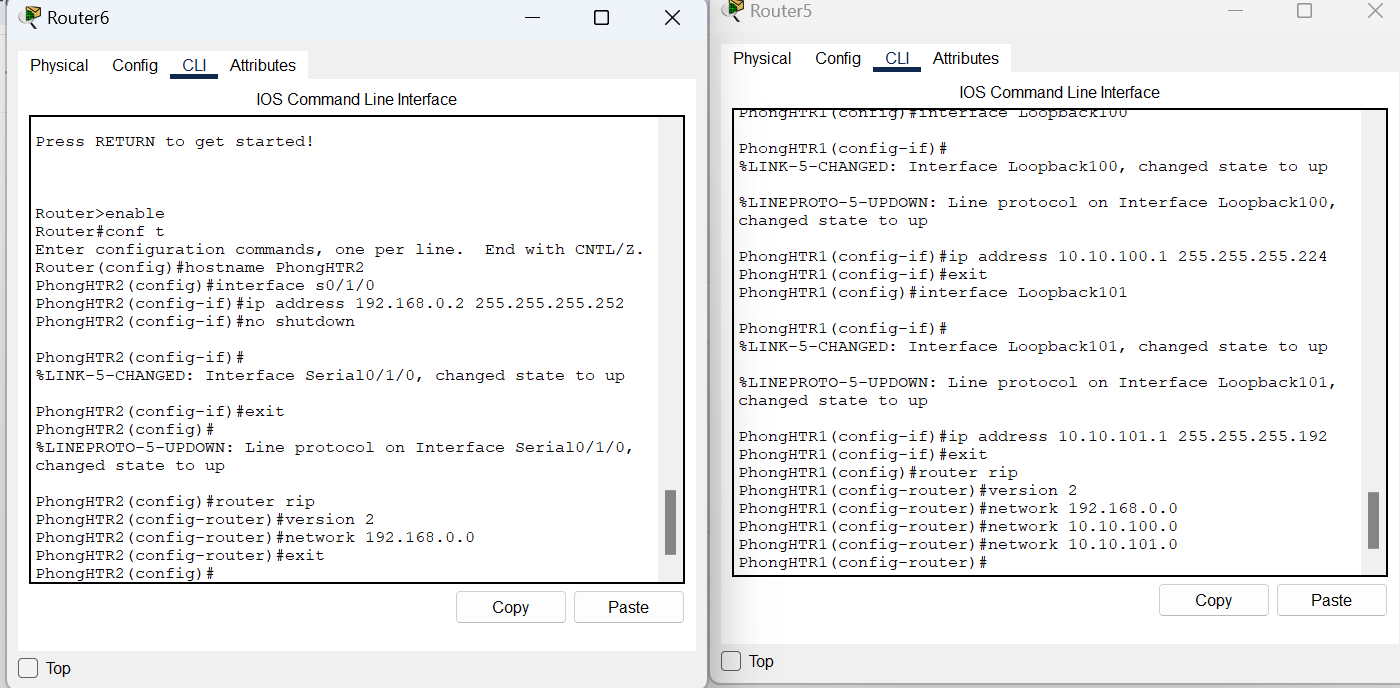 Router6
Physical Config CLI Attributes
IOS Command Line Interface
Press RETURN to get started!
Router>enable
Router#conf t
Enter configuration commands, one per line.  End with CNTL/Z.
Router(config)#hostname PhongHTR2
PhongHTR2(config)#interface s0/1/0
PhongHTR2(config-if)#ip address 192.168.0.2 255.255.255.252
PhongHTR2(config-if)#no shutdown
PhongHTR2(config-if)#
%LINK-5-CHANGED: Interface Serial0/1/0, changed state to up
PhongHTR2(config-if)#exit
PhongHTR2(config)#
%LINEPROTO-5-UPDOWN: Line protocol on Interface Serial0/1/0,
changed state to up
PhongHTR2(config)#router rip
PhongHTR2(config-router)#version 2
PhongHTR2(config-router)#network 192.168.0.0
PhongHTR2(config-router)#exit
PhongHTR2(config)#
Copy Paste
Top
Router5
Physical Config CLI Attributes
IOS Command Line Interface
PhongHTR1(config)#interface Loopback100
PhongHTR1(config-if)#
%LINK-5-CHANGED: Interface Loopback100, changed state to up
%LINEPROTO-5-UPDOWN: Line protocol on Interface Loopback100,
changed state to up
PhongHTR1(config-if)#ip address 10.10.100.1 255.255.255.224
PhongHTR1(config-if)#exit
PhongHTR1(config)#interface Loopback101
PhongHTR1(config-if)#
%LINK-5-CHANGED: Interface Loopback101, changed state to up
%LINEPROTO-5-UPDOWN: Line protocol on Interface Loopback101,
changed state to up
PhongHTR1(config-if)#ip address 10.10.101.1 255.255.255.192
PhongHTR1(config-if)#exit
PhongHTR1(config)#router rip
PhongHTR1(config-router)#version 2
PhongHTR1(config-router)#network 192.168.0.0
PhongHTR1(config-router)#network 10.10.100.0
PhongHTR1(config-router)#network 10.10.101.0
PhongHTR1(config-router)#
Copy Paste
Top